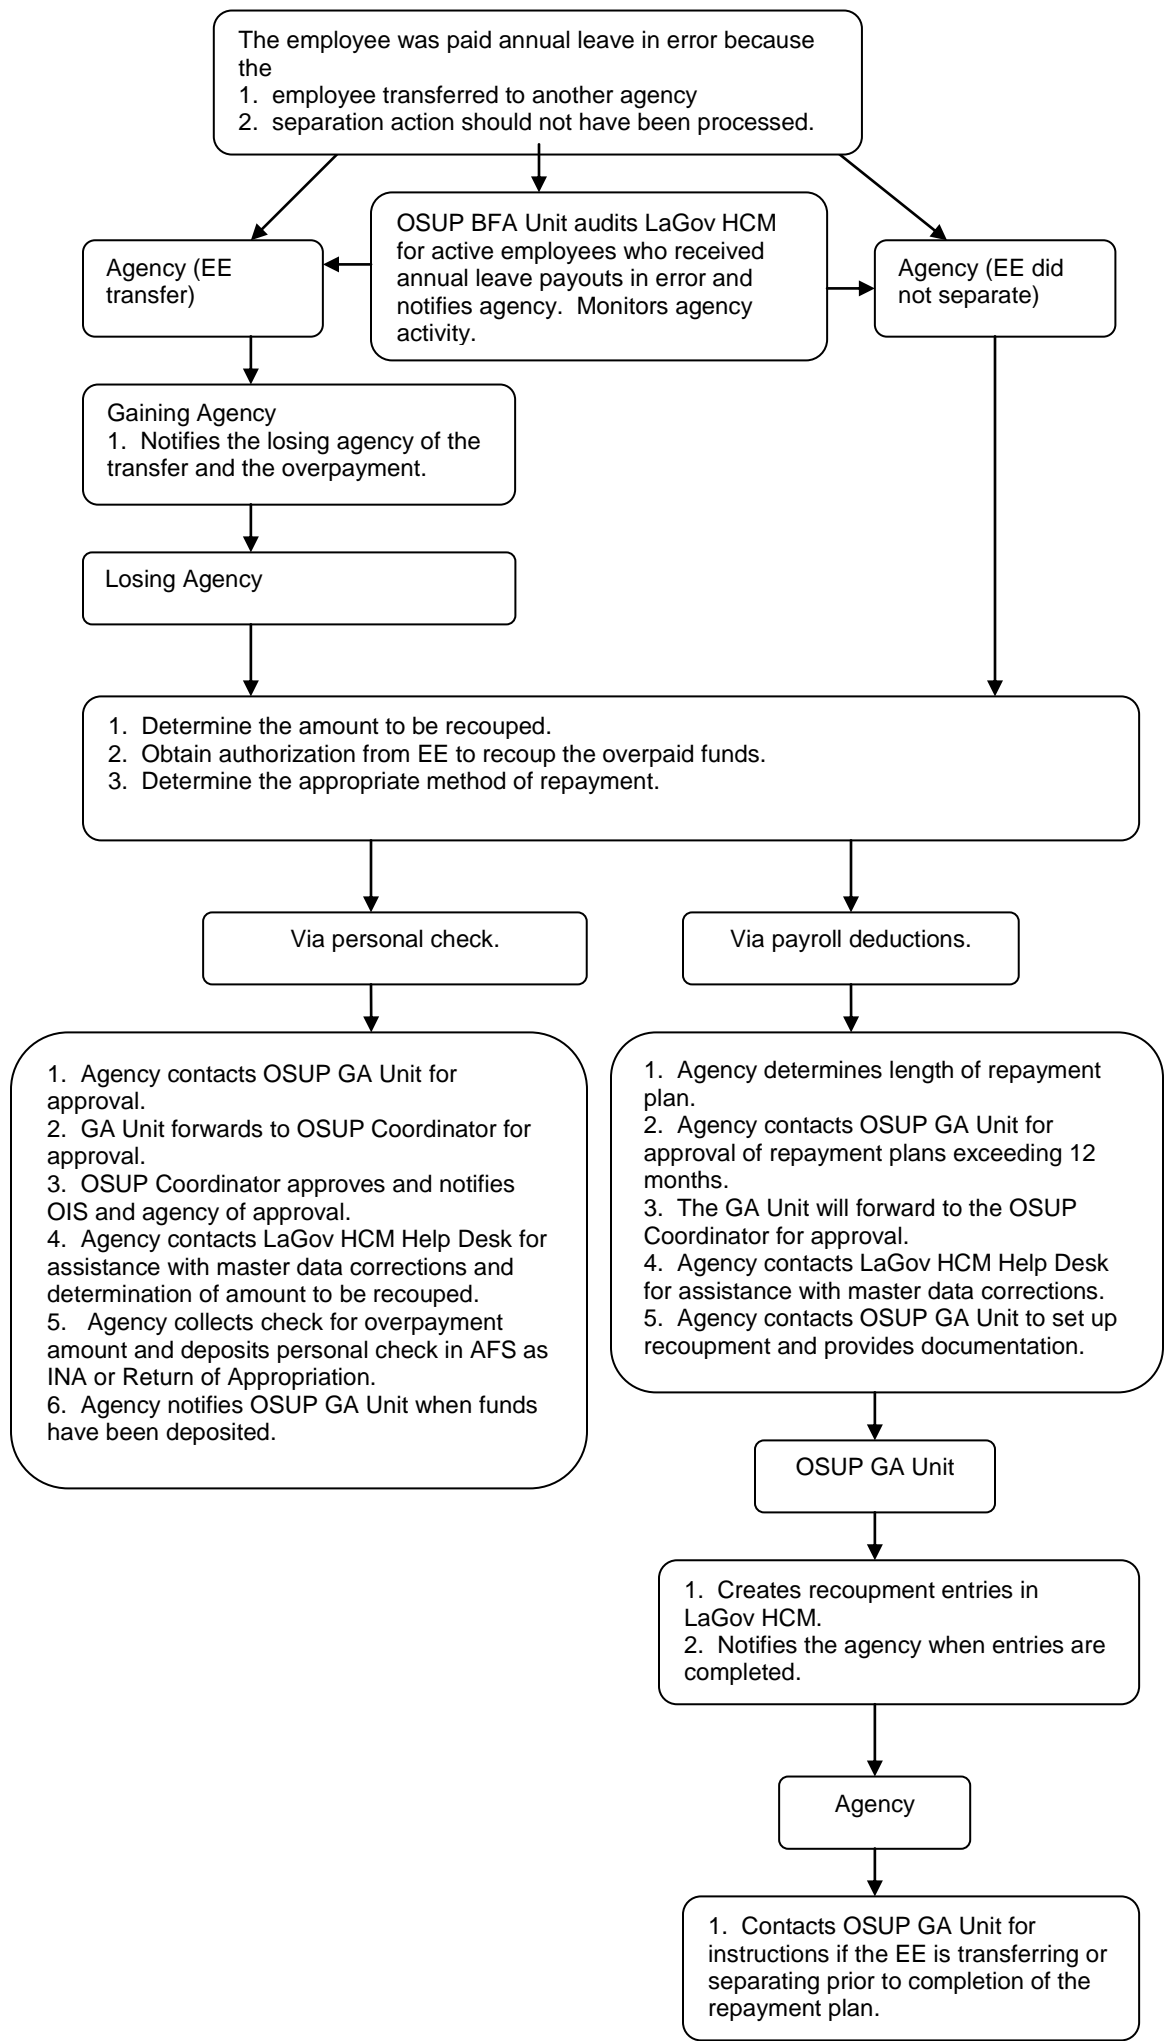 The employee was paid annual leave in error because
the
1.  employee transferred to another agency
2.  separation action should not have been processed.
OSUP BFA Unit audits LaGov HCM
for active employees who received
annual leave payouts in error and
notifies agency.  Monitors agency
activity.
Agency (EE
transfer)
Agency (EE did
not separate)
Gaining Agency
1.  Notifies the losing agency of the
transfer and the overpayment.
Losing Agency
1.  Determine the amount to be recouped.
2.  Obtain authorization from EE to recoup the overpaid funds.
3.  Determine the appropriate method of repayment.
Via personal check.
Via payroll deductions.
1.  Agency contacts OSUP GA Unit for
approval.
2.  GA Unit forwards to OSUP Coordinator for
approval.
3.  OSUP Coordinator approves and notifies
OIS and agency of approval.
4.  Agency contacts LaGov HCM Help Desk for
assistance with master data corrections and
determination of amount to be recouped.
5.   Agency collects check for overpayment
amount and deposits personal check in AFS as
INA or Return of Appropriation.
6.  Agency notifies OSUP GA Unit when funds
have been deposited.
1.  Agency determines length of repayment
plan.
2.  Agency contacts OSUP GA Unit for
approval of repayment plans exceeding 12
months.
3.  The GA Unit will forward to the OSUP
Coordinator for approval.
4.  Agency contacts LaGov HCM Help Desk
for assistance with master data corrections.
5.  Agency contacts OSUP GA Unit to set up
recoupment and provides documentation.
OSUP GA Unit
1.  Creates recoupment entries in
LaGov HCM.
2.  Notifies the agency when entries are
completed.
Agency
1.  Contacts OSUP GA Unit for
instructions if the EE is transferring or
separating prior to completion of the
repayment plan.